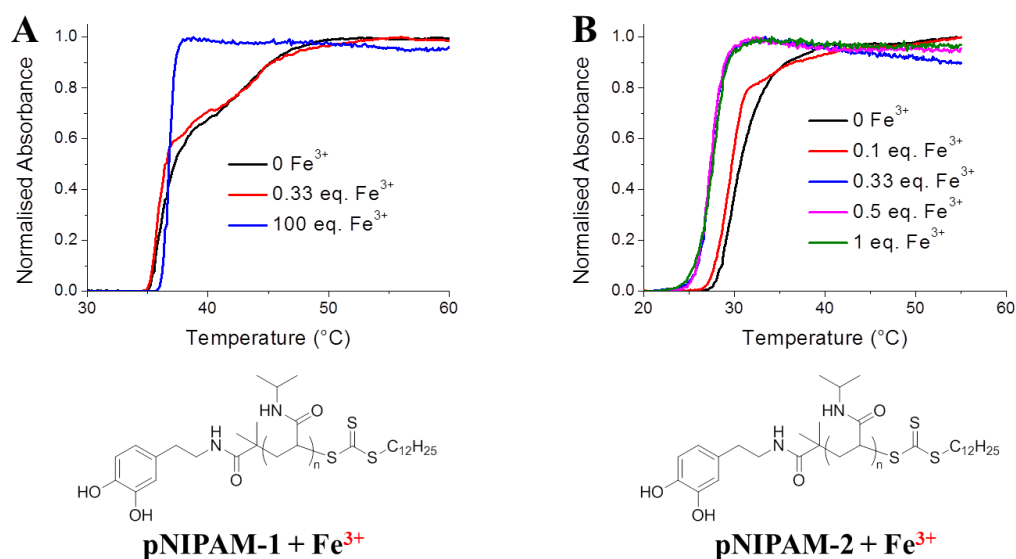 A
Normalised Absorbance
1.0
0.8
0.6
0.4
0.2
0.0
0 Fe³⁺
0.33 eq. Fe³⁺
100 eq. Fe³⁺
30 40 50 60
Temperature (°C)
B
Normalised Absorbance
1.0
0.8
0.6
0.4
0.2
0.0
0 Fe³⁺
0.1 eq. Fe³⁺
0.33 eq. Fe³⁺
0.5 eq. Fe³⁺
1 eq. Fe³⁺
20 30 40 50 60
Temperature (°C)
HN O
H
N
O
n
S
S
S
C₁₂H₂₅
HO
OH
pNIPAM-1 + Fe³⁺
HN O
H
N
O
n
S
S
S
C₁₂H₂₅
HO
OH
pNIPAM-2 + Fe³⁺